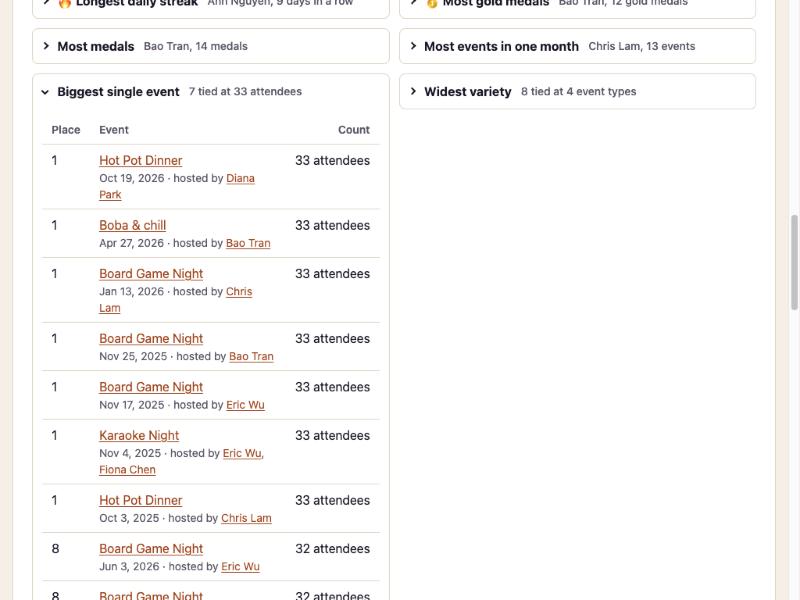 Longest daily streak Ann Nguyen, 9 days in a row
Most gold medals Bao Tran, 12 gold medals
Most medals Bao Tran, 14 medals
Most events in one month Chris Lam, 13 events
Biggest single event 7 tied at 33 attendees
Widest variety 8 tied at 4 event types
Place Event Count
1 Hot Pot Dinner 33 attendees
Oct 19, 2026 · hosted by Diana
Park
1 Boba & chill 33 attendees
Apr 27, 2026 · hosted by Bao Tran
1 Board Game Night 33 attendees
Jan 13, 2026 · hosted by Chris
Lam
1 Board Game Night 33 attendees
Nov 25, 2025 · hosted by Bao Tran
1 Board Game Night 33 attendees
Nov 17, 2025 · hosted by Eric Wu
1 Karaoke Night 33 attendees
Nov 4, 2025 · hosted by Eric Wu,
Fiona Chen
1 Hot Pot Dinner 33 attendees
Oct 3, 2025 · hosted by Chris Lam
8 Board Game Night 32 attendees
Jun 3, 2026 · hosted by Eric Wu
8 Board Game Night 32 attendees